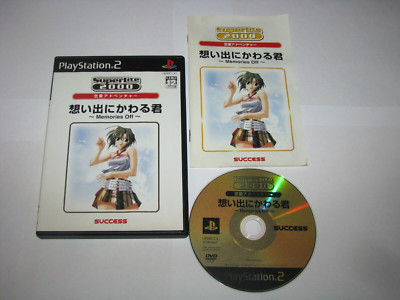 PlayStation 2
SuperLite
2000
恋愛アドベンチャー
想い出にかわる君
～Memories Off～
SUCCESS
SuperLite
2000
恋愛アドベンチャー
想い出にかわる君
～Memories Off～
SUCCESS
SuperLite
2000
恋愛アドベンチャー
想い出にかわる君
～Memories Off～
SUCCESS
DVD
PlayStation 2